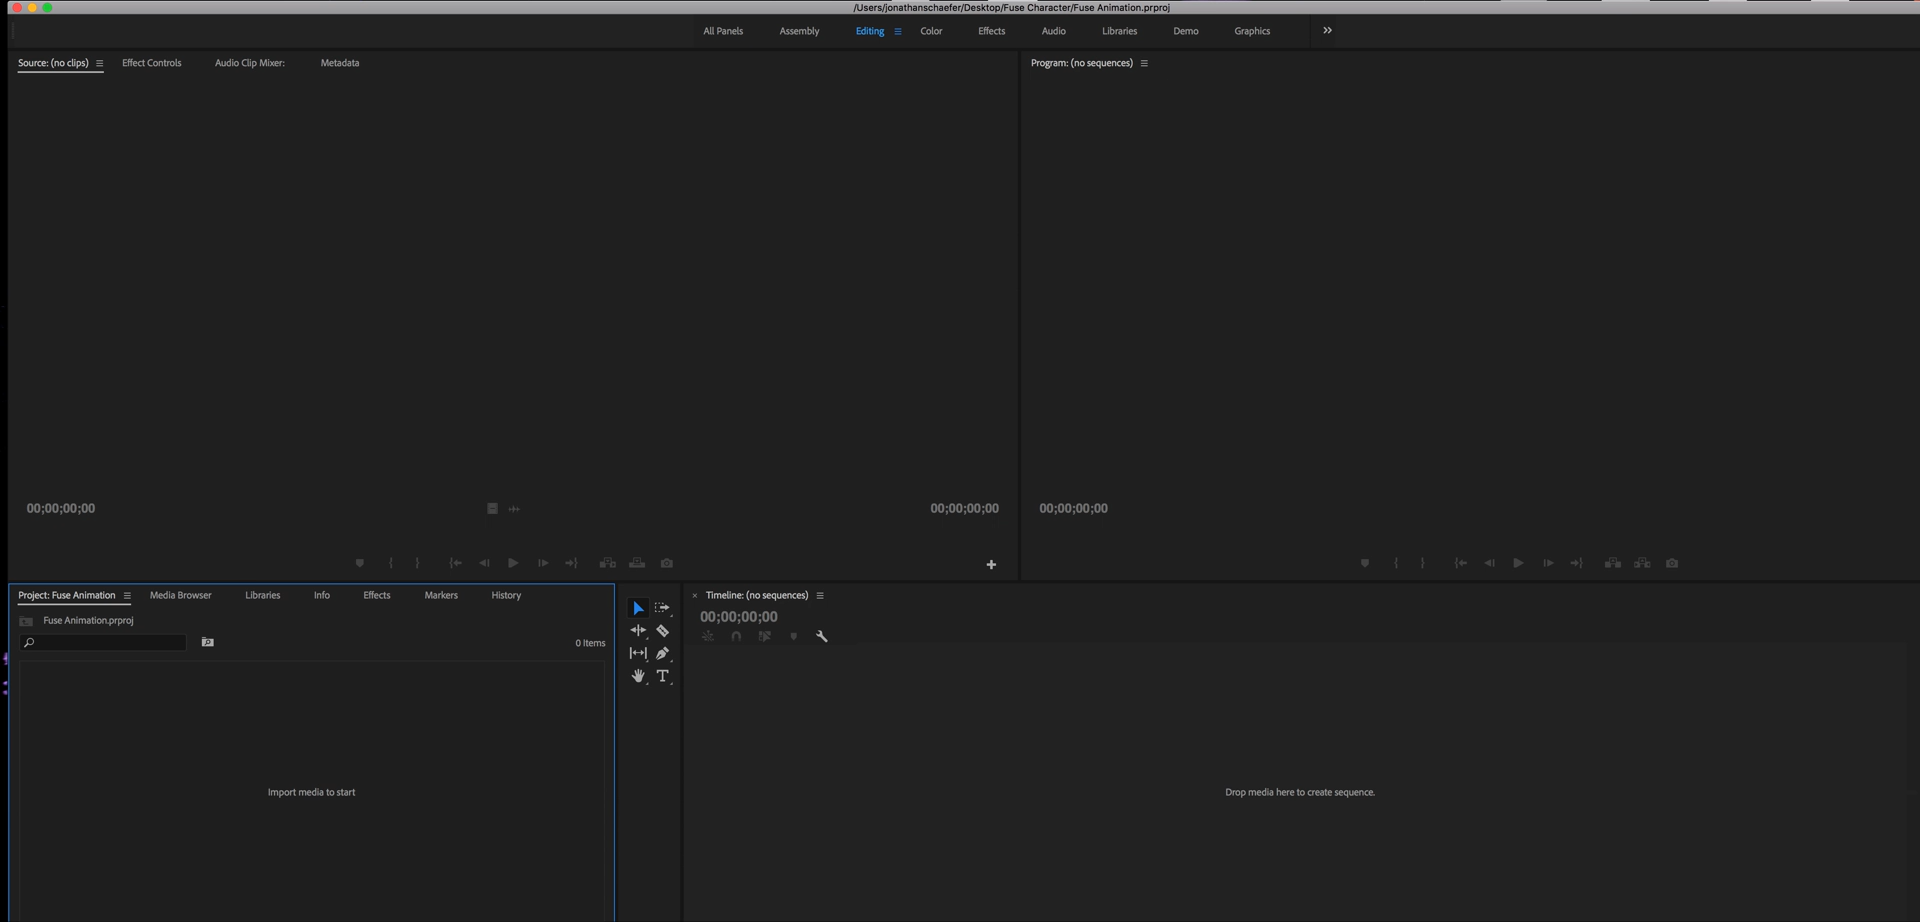 /Users/jonathanschaefer/Desktop/Fuse Character/Fuse Animation.prproj
All Panels Assembly Editing Color Effects Audio Libraries Demo Graphics
Source: (no clips) Effect Controls Audio Clip Mixer: Metadata
Program: (no sequences)
00;00;00;00 00;00;00;00
00;00;00;00
Project: Fuse Animation Media Browser Libraries Info Effects Markers History
Fuse Animation.prproj
0 Items
Import media to start
Timeline: (no sequences)
00;00;00;00
Drop media here to create sequence.